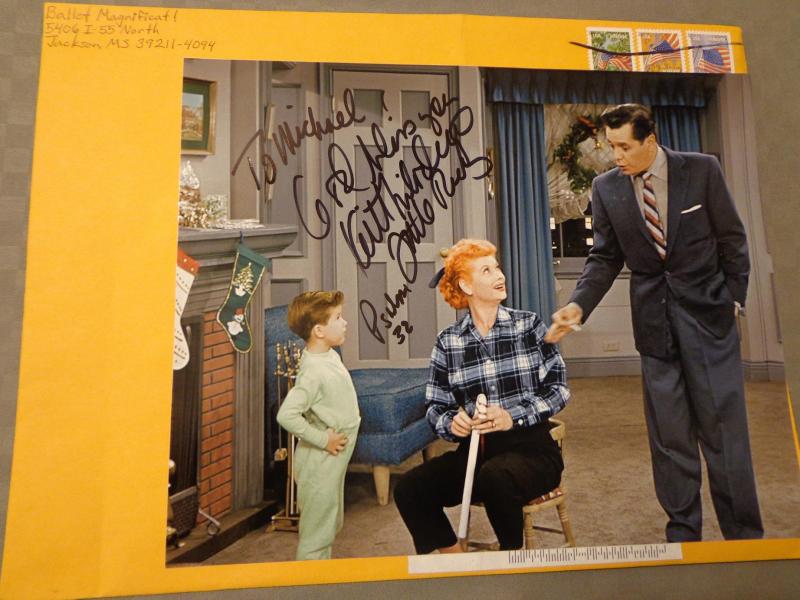 Ballet Magnificat!
5406 I-55 North
Jackson MS 39211-4094
To Michael!
God bless you
Keith Thibodeaux
Little Ricky
Psalm
32